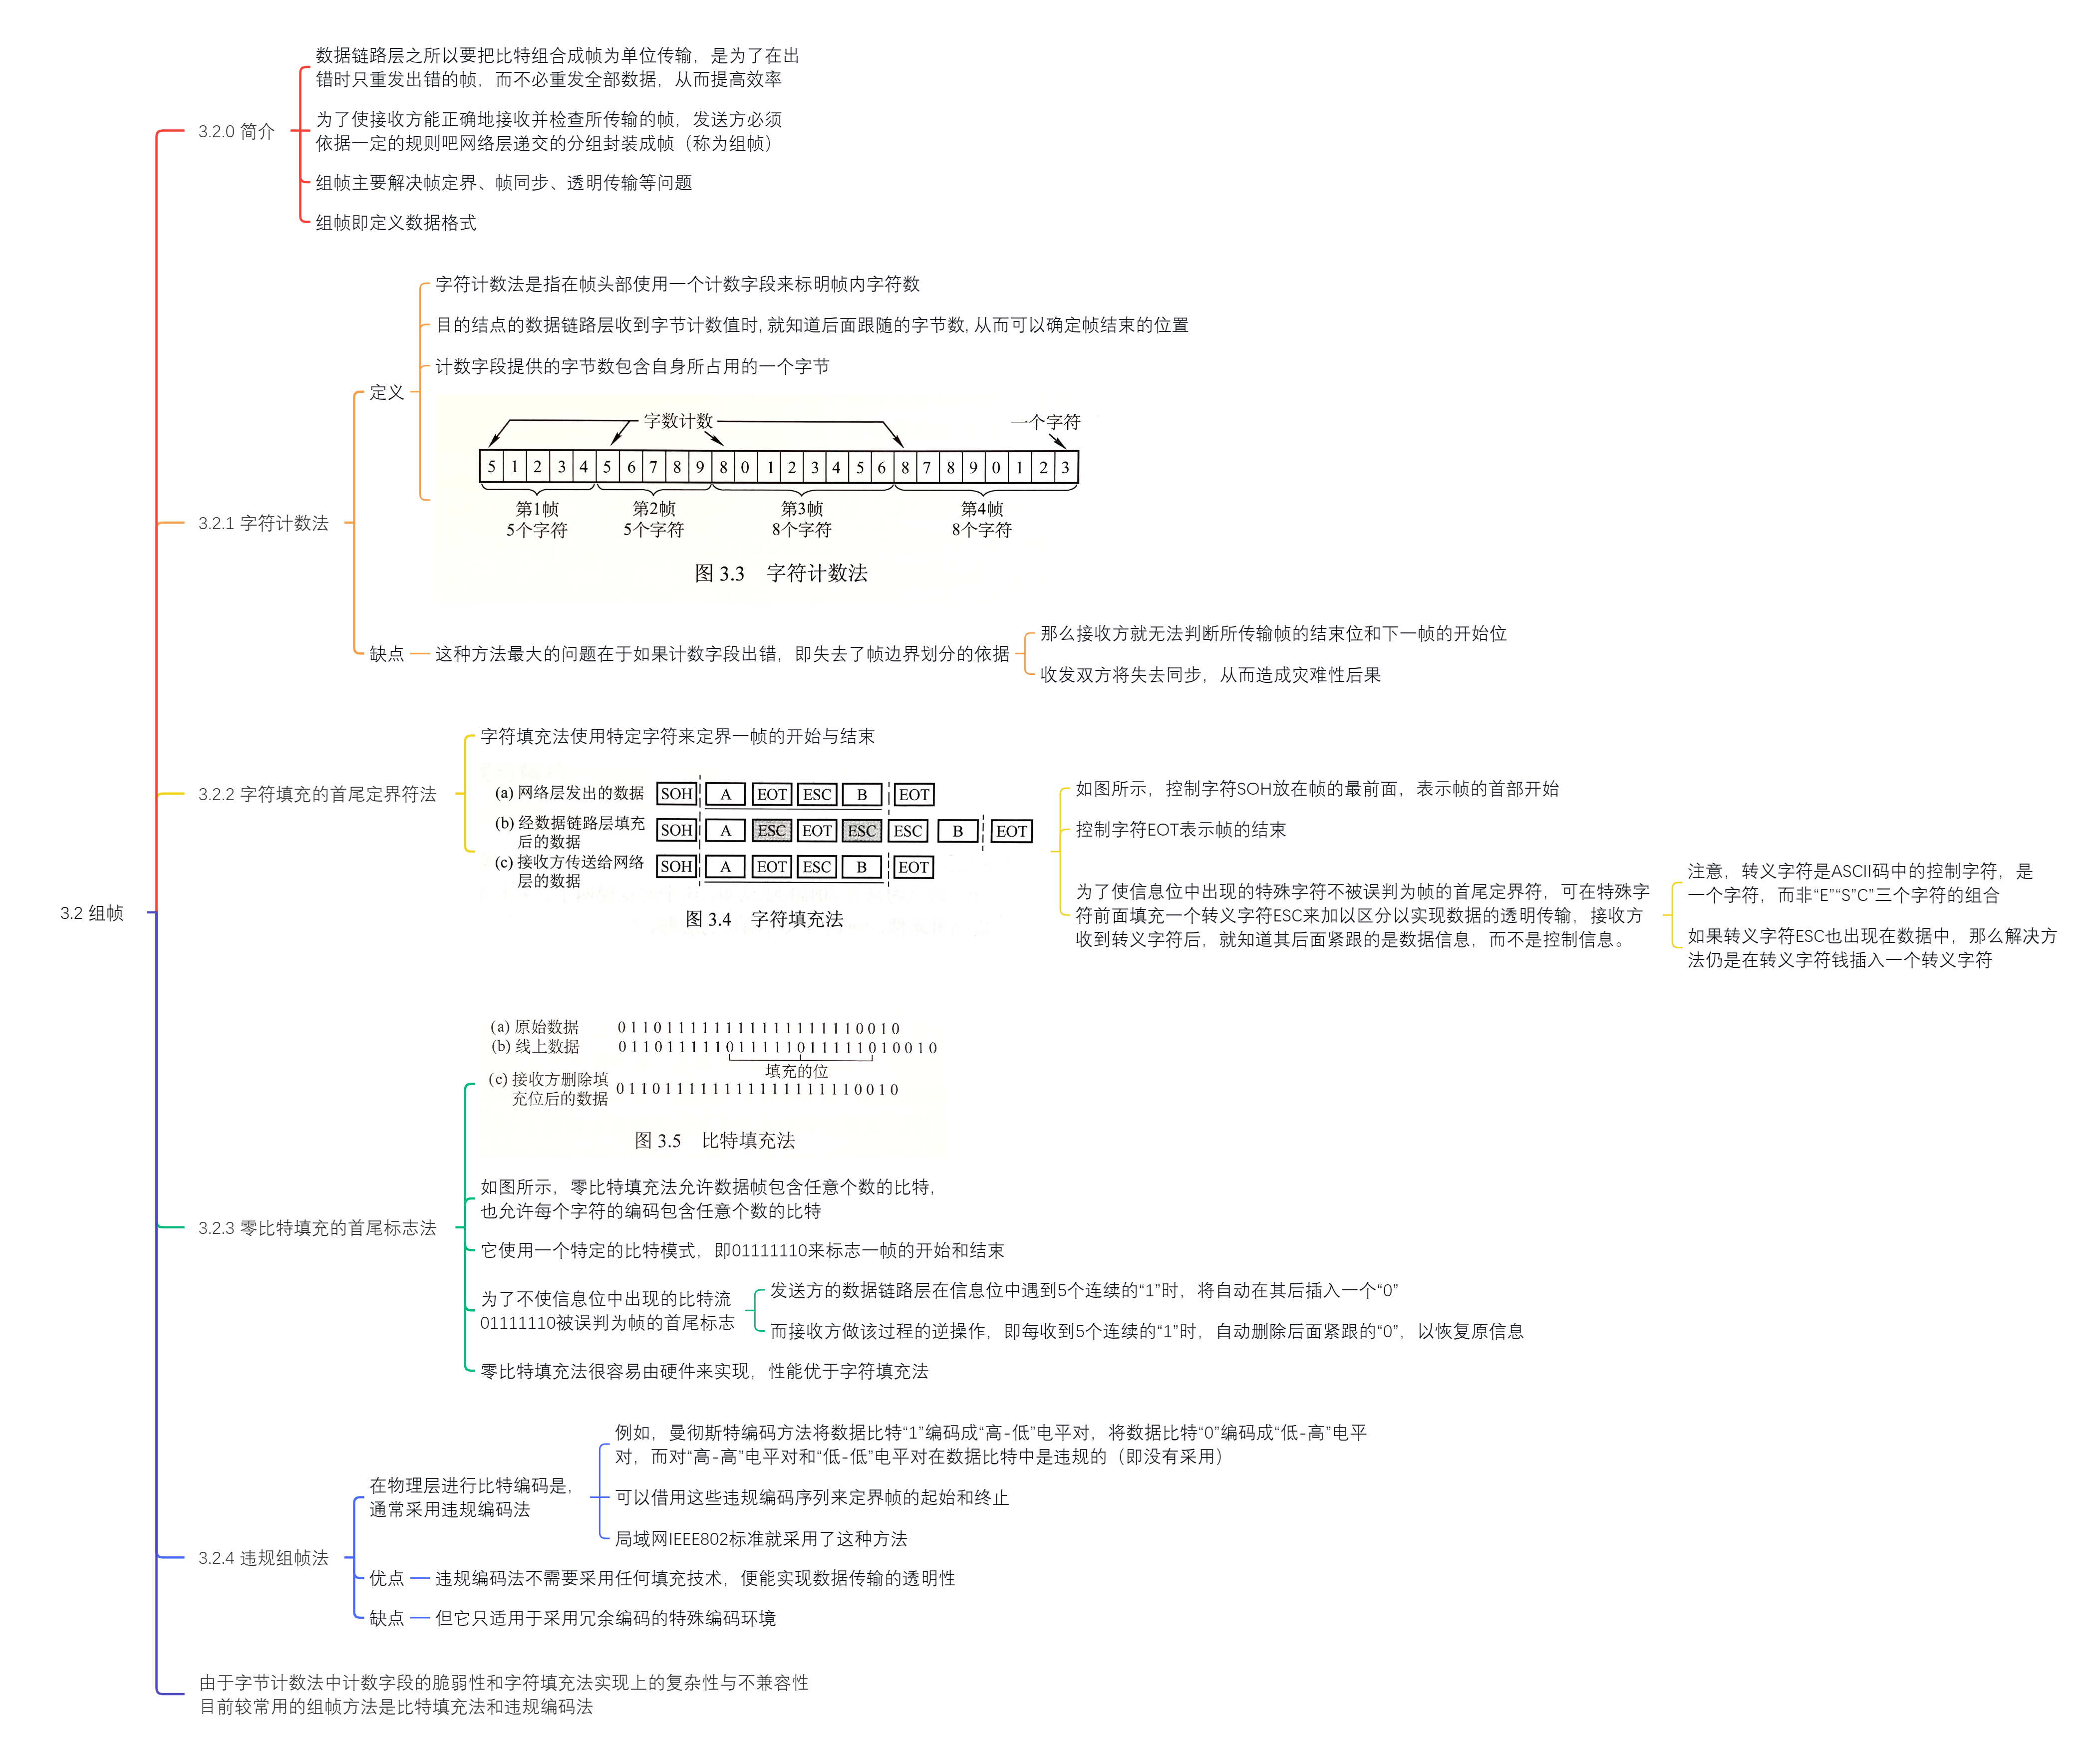 3.2 组帧
3.2.0 简介
数据链路层之所以要把比特组合成帧为单位传输，是为了在出
错时只重发出错的帧，而不必重发全部数据，从而提高效率
为了使接收方能正确地接收并检查所传输的帧，发送方必须
依据一定的规则吧网络层递交的分组封装成帧（称为组帧）
组帧主要解决帧定界、帧同步、透明传输等问题
组帧即定义数据格式
3.2.1 字符计数法
定义
字符计数法是指在帧头部使用一个计数字段来标明帧内字符数
目的结点的数据链路层收到字节计数值时, 就知道后面跟随的字节数, 从而可以确定帧结束的位置
计数字段提供的字节数包含自身所占用的一个字节
字数计数 一个字符
5 1 2 3 4 5 6 7 8 9 8 0 1 2 3 4 5 6 8 7 8 9 0 1 2 3
第1帧 第2帧 第3帧 第4帧
5个字符 5个字符 8个字符 8个字符
图 3.3 字符计数法
缺点
这种方法最大的问题在于如果计数字段出错，即失去了帧边界划分的依据
那么接收方就无法判断所传输帧的结束位和下一帧的开始位
收发双方将失去同步，从而造成灾难性后果
3.2.2 字符填充的首尾定界符法
字符填充法使用特定字符来定界一帧的开始与结束
(a) 网络层发出的数据 SOH A EOT ESC B EOT
(b) 经数据链路层填充 SOH A ESC EOT ESC ESC B EOT
后的数据
(c) 接收方传送给网络 SOH A EOT ESC B EOT
层的数据
图 3.4 字符填充法
如图所示，控制字符SOH放在帧的最前面，表示帧的首部开始
控制字符EOT表示帧的结束
为了使信息位中出现的特殊字符不被误判为帧的首尾定界符，可在特殊字
符前面填充一个转义字符ESC来加以区分以实现数据的透明传输，接收方
收到转义字符后，就知道其后面紧跟的是数据信息，而不是控制信息。
注意，转义字符是ASCII码中的控制字符，是
一个字符，而非“E”“S”C”三个字符的组合
如果转义字符ESC也出现在数据中，那么解决方
法仍是在转义字符钱插入一个转义字符
3.2.3 零比特填充的首尾标志法
(a) 原始数据 0 1 1 0 1 1 1 1 1 1 1 1 1 1 1 1 1 1 1 1 0 0 1 0
(b) 线上数据 0 1 1 0 1 1 1 1 1 0 1 1 1 1 1 0 1 1 1 1 1 0 1 0 0 1 0
填充的位
(c) 接收方删除填
充位后的数据 0 1 1 0 1 1 1 1 1 1 1 1 1 1 1 1 1 1 1 1 0 0 1 0
图 3.5 比特填充法
如图所示，零比特填充法允许数据帧包含任意个数的比特，
也允许每个字符的编码包含任意个数的比特
它使用一个特定的比特模式，即01111110来标志一帧的开始和结束
为了不使信息位中出现的比特流
01111110被误判为帧的首尾标志
发送方的数据链路层在信息位中遇到5个连续的“1”时，将自动在其后插入一个“0”
而接收方做该过程的逆操作，即每收到5个连续的“1”时，自动删除后面紧跟的“0”，以恢复原信息
零比特填充法很容易由硬件来实现，性能优于字符填充法
3.2.4 违规组帧法
在物理层进行比特编码是，
通常采用违规编码法
例如，曼彻斯特编码方法将数据比特“1”编码成“高-低”电平对，将数据比特“0”编码成“低-高”电平
对，而对“高-高”电平对和“低-低”电平对在数据比特中是违规的（即没有采用）
可以借用这些违规编码序列来定界帧的起始和终止
局域网IEEE802标准就采用了这种方法
优点
违规编码法不需要采用任何填充技术，便能实现数据传输的透明性
缺点
但它只适用于采用冗余编码的特殊编码环境
由于字节计数法中计数字段的脆弱性和字符填充法实现上的复杂性与不兼容性
目前较常用的组帧方法是比特填充法和违规编码法